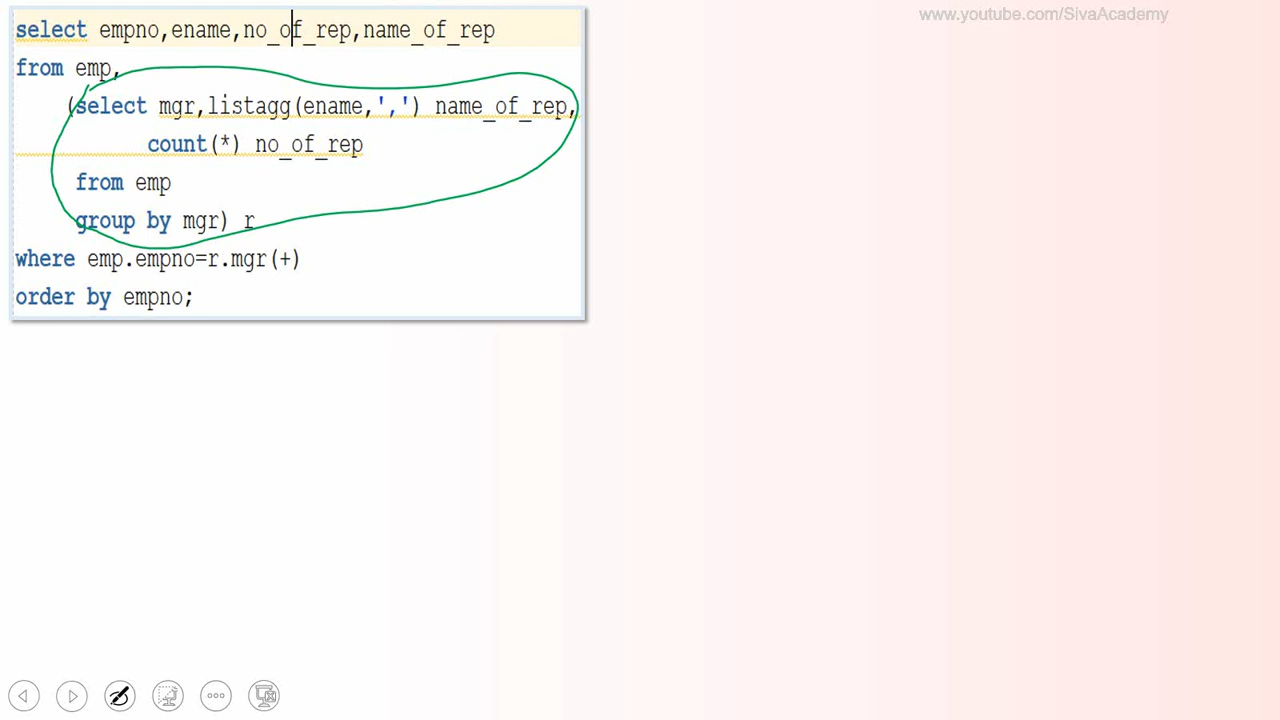 www.youtube.com/SivaAcademy
select empno,ename,no_of_rep,name_of_rep
from emp,
(select mgr,listagg(ename,',') name_of_rep,
count(*) no_of_rep
from emp
group by mgr) r
where emp.empno=r.mgr(+)
order by empno;